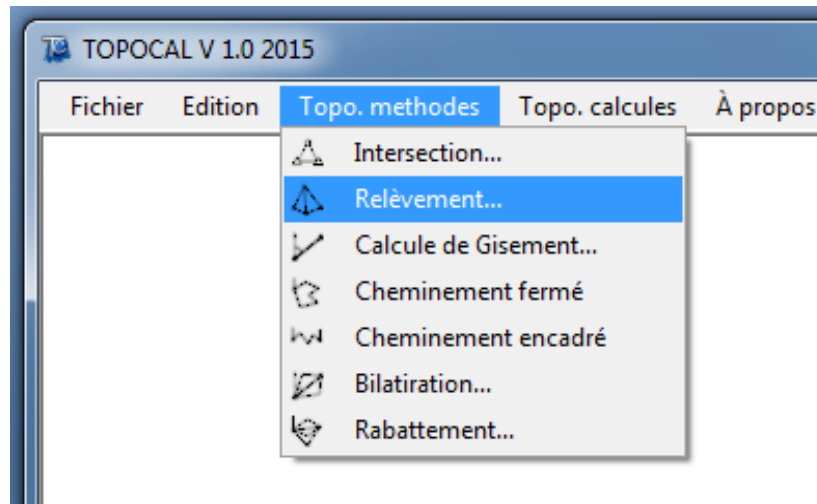 TOPOCAL V 1.0 2015
Fichier Edition Topo. methodes Topo. calcules À propos
Intersection...
Relèvement...
Calcule de Gisement...
Cheminement fermé
Cheminement encadré
Bilatiration...
Rabattement...